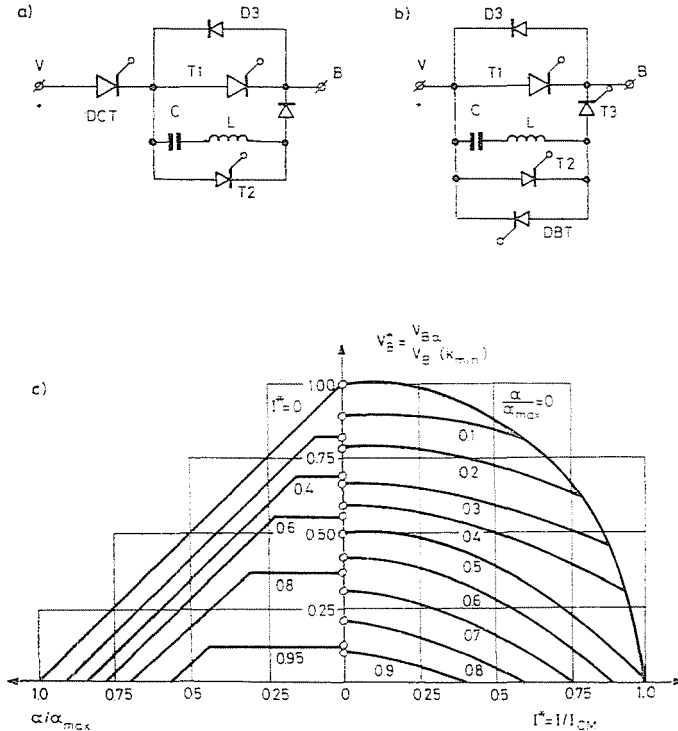 a)
b)
D3
D3
V
T1
B
V
T1
B
+
DCT
C
L
+
C
L
T3
T2
T2
DBT
c)
V*B = VBα / VB (Kmin)
1.00
I*=0
α/αmax=0
0.1
0.75
0.2
0.4
0.3
0.6
0.50
0.4
0.5
0.8
0.6
0.25
0.7
0.95
0.9
0.8
1.0
0.75
0.5
0.25
0
0.25
0.50
0.75
1.0
α/αmax
I*=I/ICM